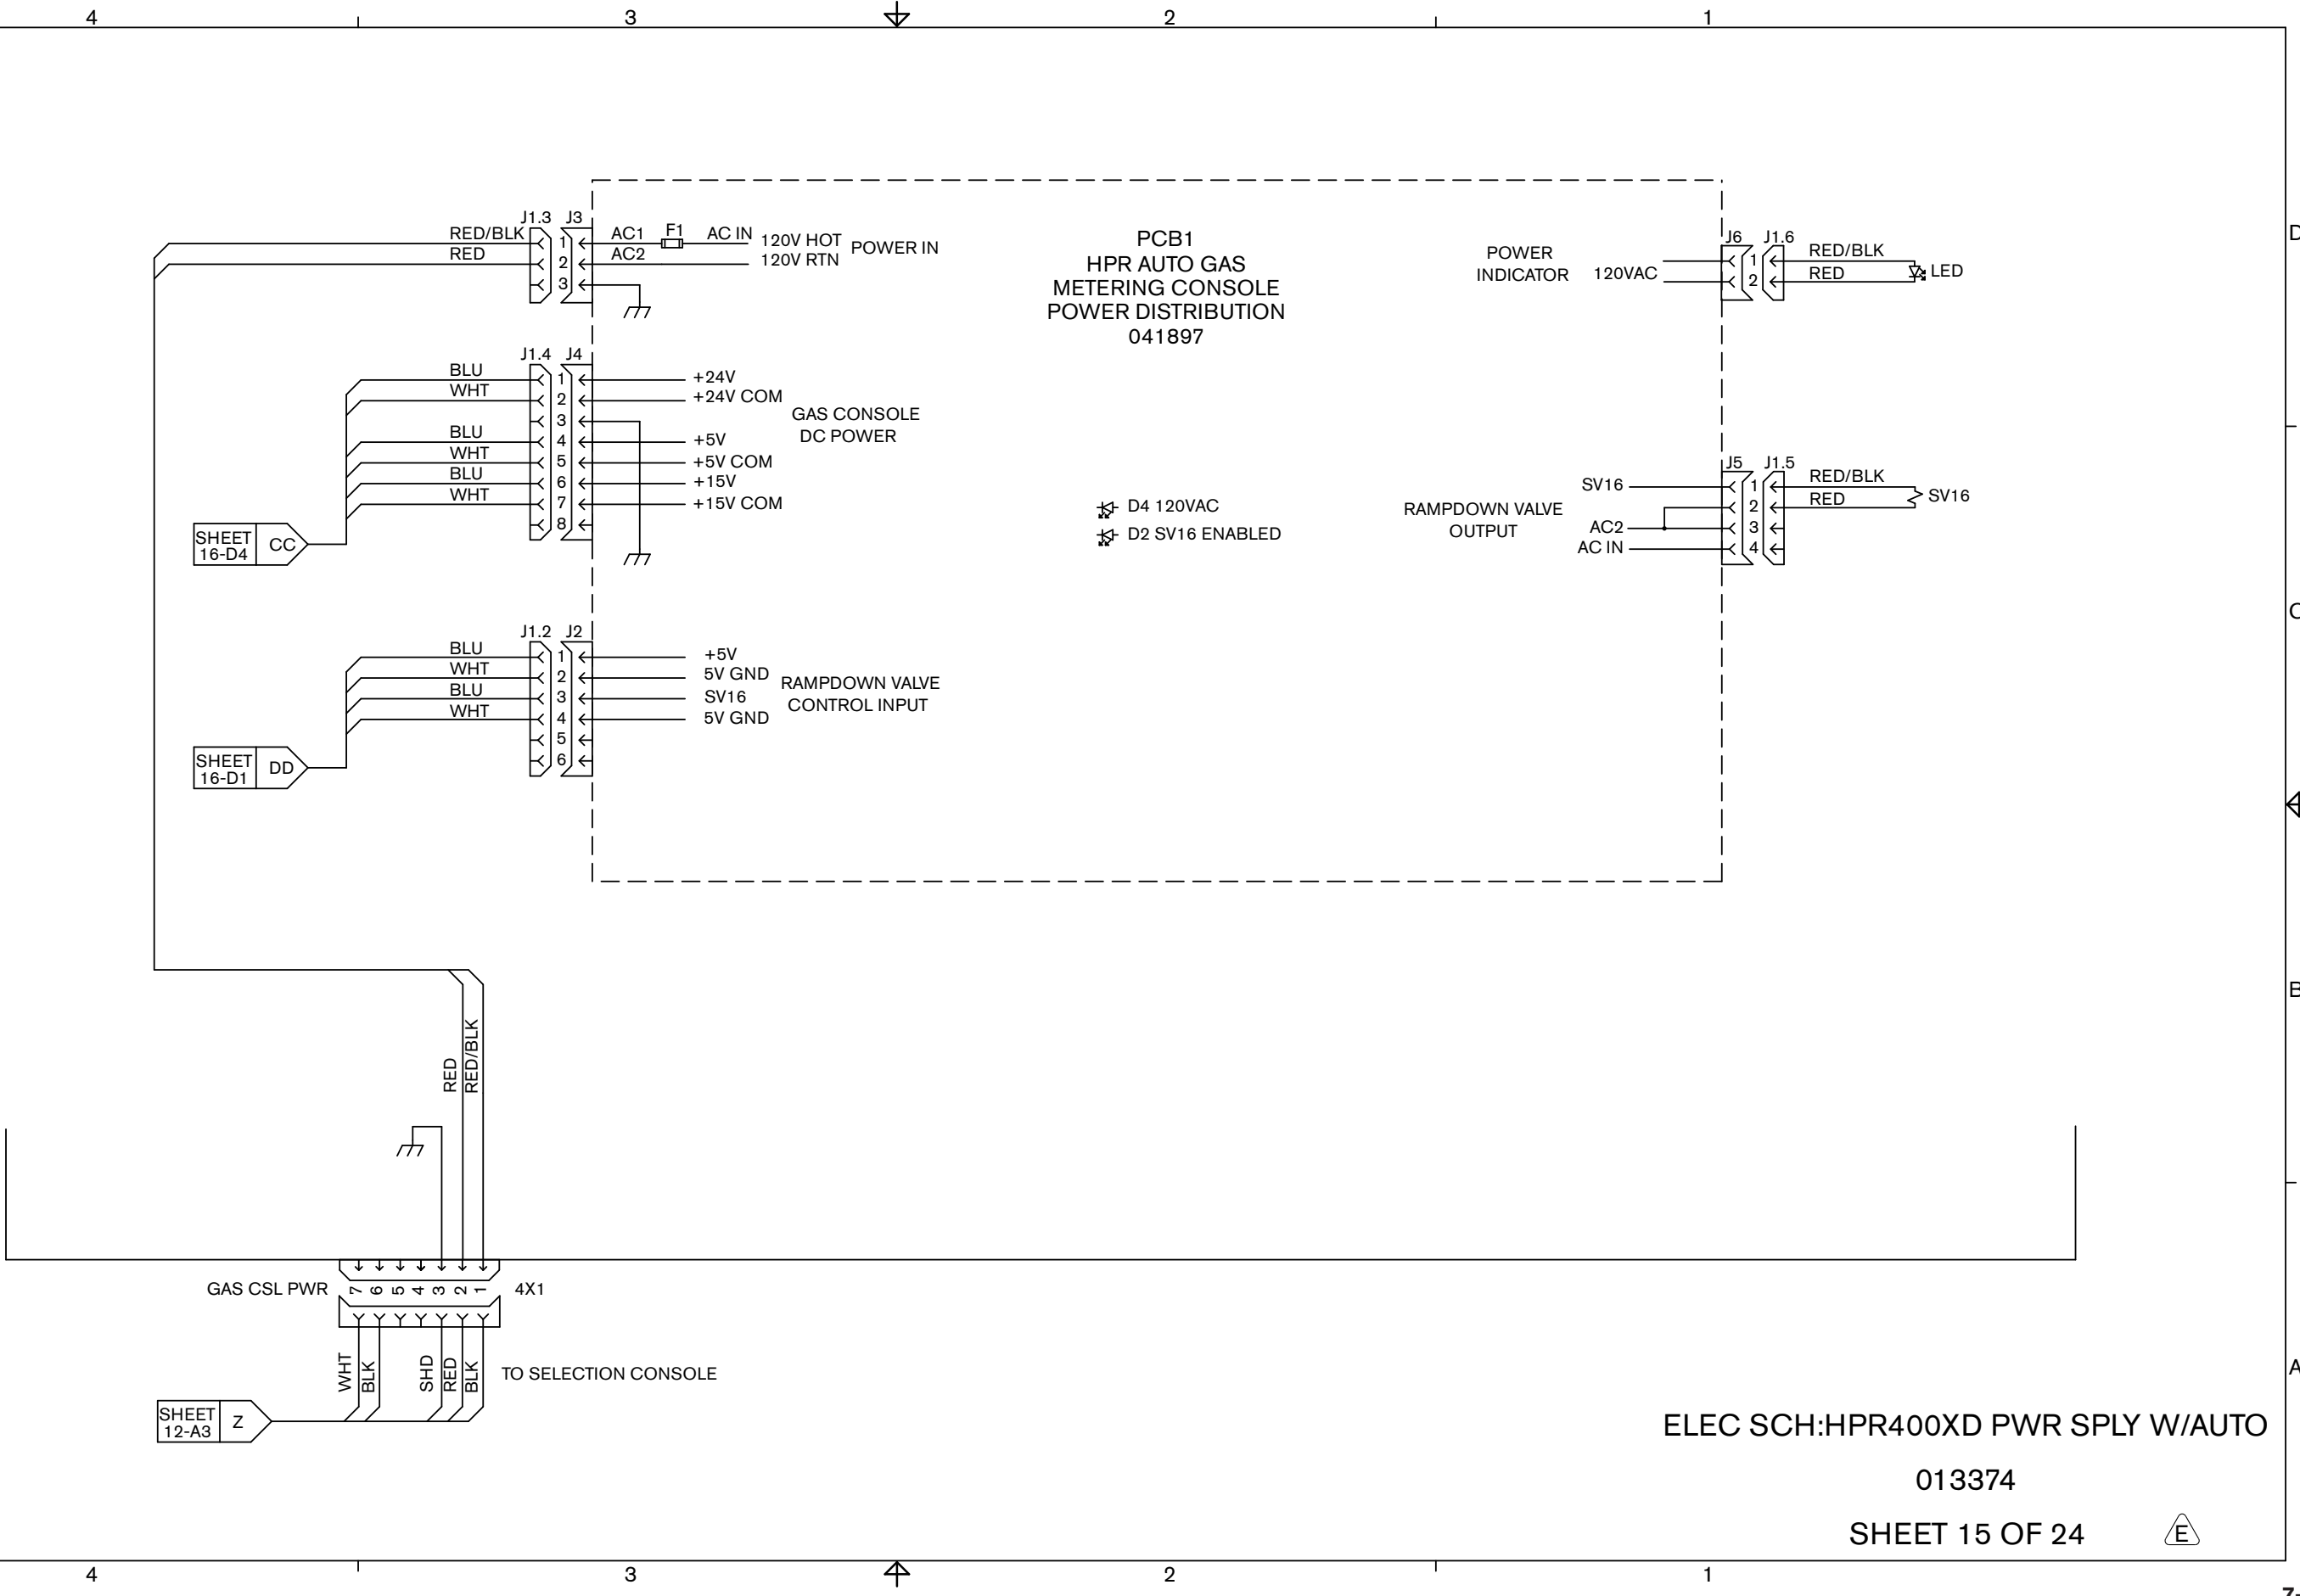 4 3 2 1
D
J1.3 J3
RED/BLK 1 AC1 F1 AC IN 120V HOT POWER IN
RED 2 AC2 120V RTN
3
PCB1
HPR AUTO GAS
METERING CONSOLE
POWER DISTRIBUTION
041897
POWER
INDICATOR 120VAC
J6 J1.6
1 RED/BLK
2 RED
LED
J1.4 J4
BLU 1 +24V
WHT 2 +24V COM
3
BLU 4 +5V
WHT 5 +5V COM
BLU 6 +15V
WHT 7 +15V COM
8
GAS CONSOLE
DC POWER
SHEET
16-D4
CC
D4 120VAC
D2 SV16 ENABLED
RAMPDOWN VALVE
OUTPUT
J5 J1.5
SV16 1 RED/BLK
2 RED
AC2 3
AC IN 4
SV16
C
J1.2 J2
BLU 1 +5V
WHT 2 5V GND
BLU 3 SV16
WHT 4 5V GND
5
6
RAMPDOWN VALVE
CONTROL INPUT
SHEET
16-D1
DD
B
RED
RED/BLK
GAS CSL PWR 7 6 5 4 3 2 1 4X1
WHT
BLK
SHD
RED
BLK
TO SELECTION CONSOLE
A
SHEET
12-A3
Z
ELEC SCH:HPR400XD PWR SPLY W/AUTO
013374
SHEET 15 OF 24
E
4 3 2 1